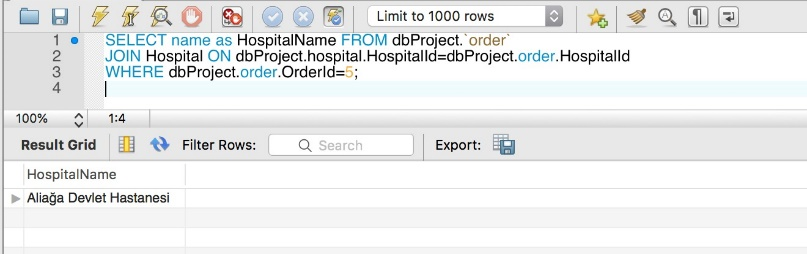 Limit to 1000 rows
1 SELECT name as HospitalName FROM dbProject.`order`
2 JOIN Hospital ON dbProject.hospital.HospitalId=dbProject.order.HospitalId
3 WHERE dbProject.order.OrderId=5;
4
100% 1:4
Result Grid Filter Rows: Search Export:
HospitalName
Aliağa Devlet Hastanesi